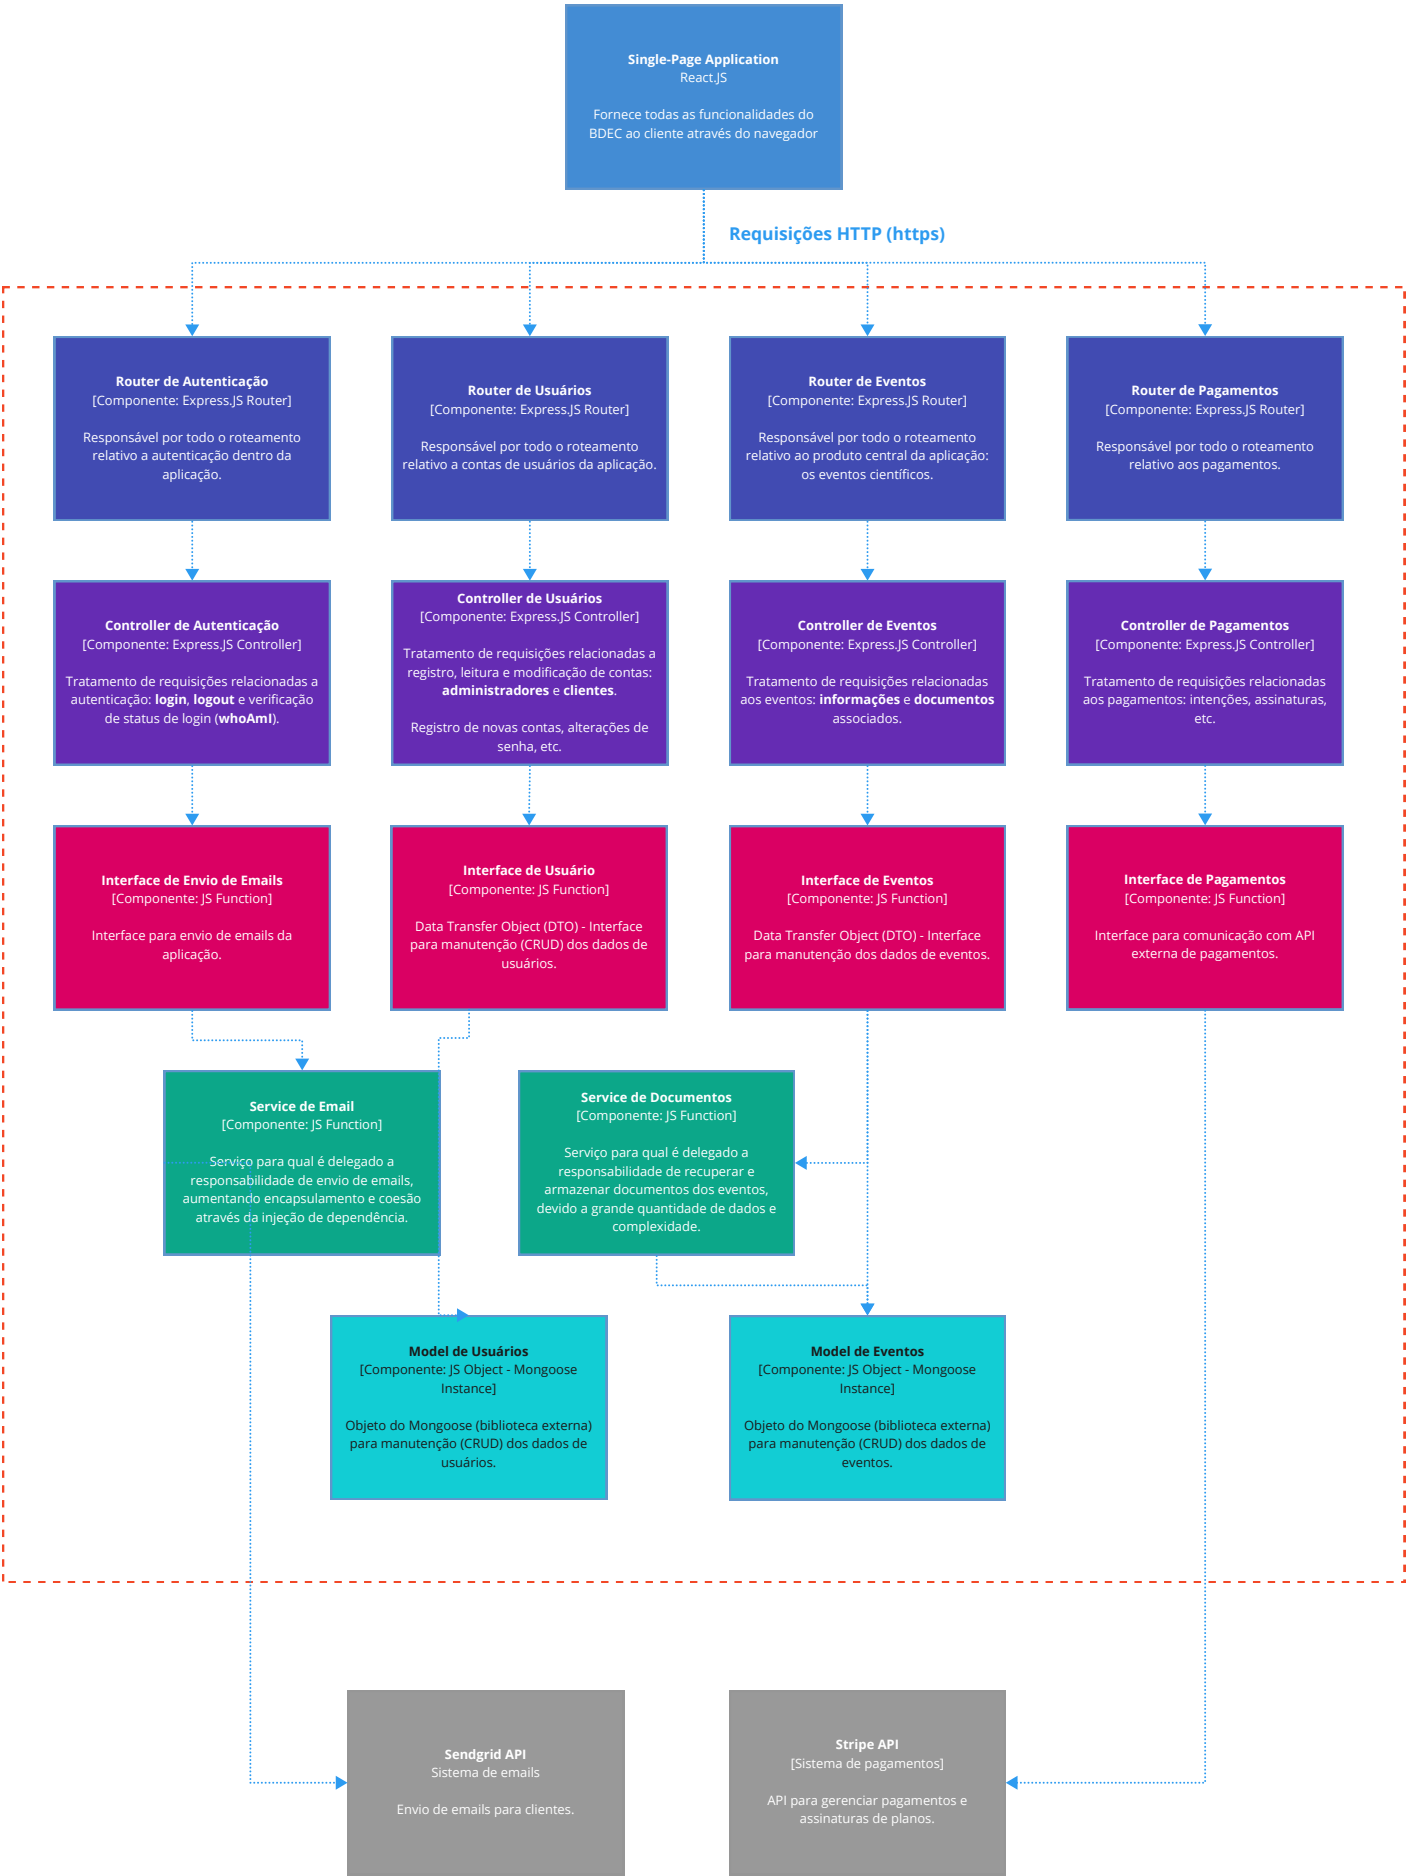 Single-Page Application
React.JS
Fornece todas as funcionalidades do
BDEC ao cliente através do navegador
Requisições HTTP (https)
Router de Autenticação
[Componente: Express.JS Router]
Responsável por todo o roteamento
relativo a autenticação dentro da
aplicação.
Router de Usuários
[Componente: Express.JS Router]
Responsável por todo o roteamento
relativo a contas de usuários da aplicação.
Router de Eventos
[Componente: Express.JS Router]
Responsável por todo o roteamento
relativo ao produto central da aplicação:
os eventos científicos.
Router de Pagamentos
[Componente: Express.JS Router]
Responsável por todo o roteamento
relativo aos pagamentos.
Controller de Autenticação
[Componente: Express.JS Controller]
Tratamento de requisições relacionadas a
autenticação: login, logout e verificação
de status de login (whoAmI).
Controller de Usuários
[Componente: Express.JS Controller]
Tratamento de requisições relacionadas a
registro, leitura e modificação de contas:
administradores e clientes.
Registro de novas contas, alterações de
senha, etc.
Controller de Eventos
[Componente: Express.JS Controller]
Tratamento de requisições relacionadas
aos eventos: informações e documentos
associados.
Controller de Pagamentos
[Componente: Express.JS Controller]
Tratamento de requisições relacionadas
aos pagamentos: intenções, assinaturas,
etc.
Interface de Envio de Emails
[Componente: JS Function]
Interface para envio de emails da
aplicação.
Interface de Usuário
[Componente: JS Function]
Data Transfer Object (DTO) - Interface
para manutenção (CRUD) dos dados de
usuários.
Interface de Eventos
[Componente: JS Function]
Data Transfer Object (DTO) - Interface
para manutenção dos dados de eventos.
Interface de Pagamentos
[Componente: JS Function]
Interface para comunicação com API
externa de pagamentos.
Service de Email
[Componente: JS Function]
Serviço para qual é delegado a
responsabilidade de envio de emails,
aumentando encapsulamento e coesão
através da injeção de dependência.
Service de Documentos
[Componente: JS Function]
Serviço para qual é delegado a
responsabilidade de recuperar e
armazenar documentos dos eventos,
devido a grande quantidade de dados e
complexidade.
Model de Usuários
[Componente: JS Object - Mongoose
Instance]
Objeto do Mongoose (biblioteca externa)
para manutenção (CRUD) dos dados de
usuários.
Model de Eventos
[Componente: JS Object - Mongoose
Instance]
Objeto do Mongoose (biblioteca externa)
para manutenção (CRUD) dos dados de
eventos.
Sendgrid API
Sistema de emails
Envio de emails para clientes.
Stripe API
[Sistema de pagamentos]
API para gerenciar pagamentos e
assinaturas de planos.